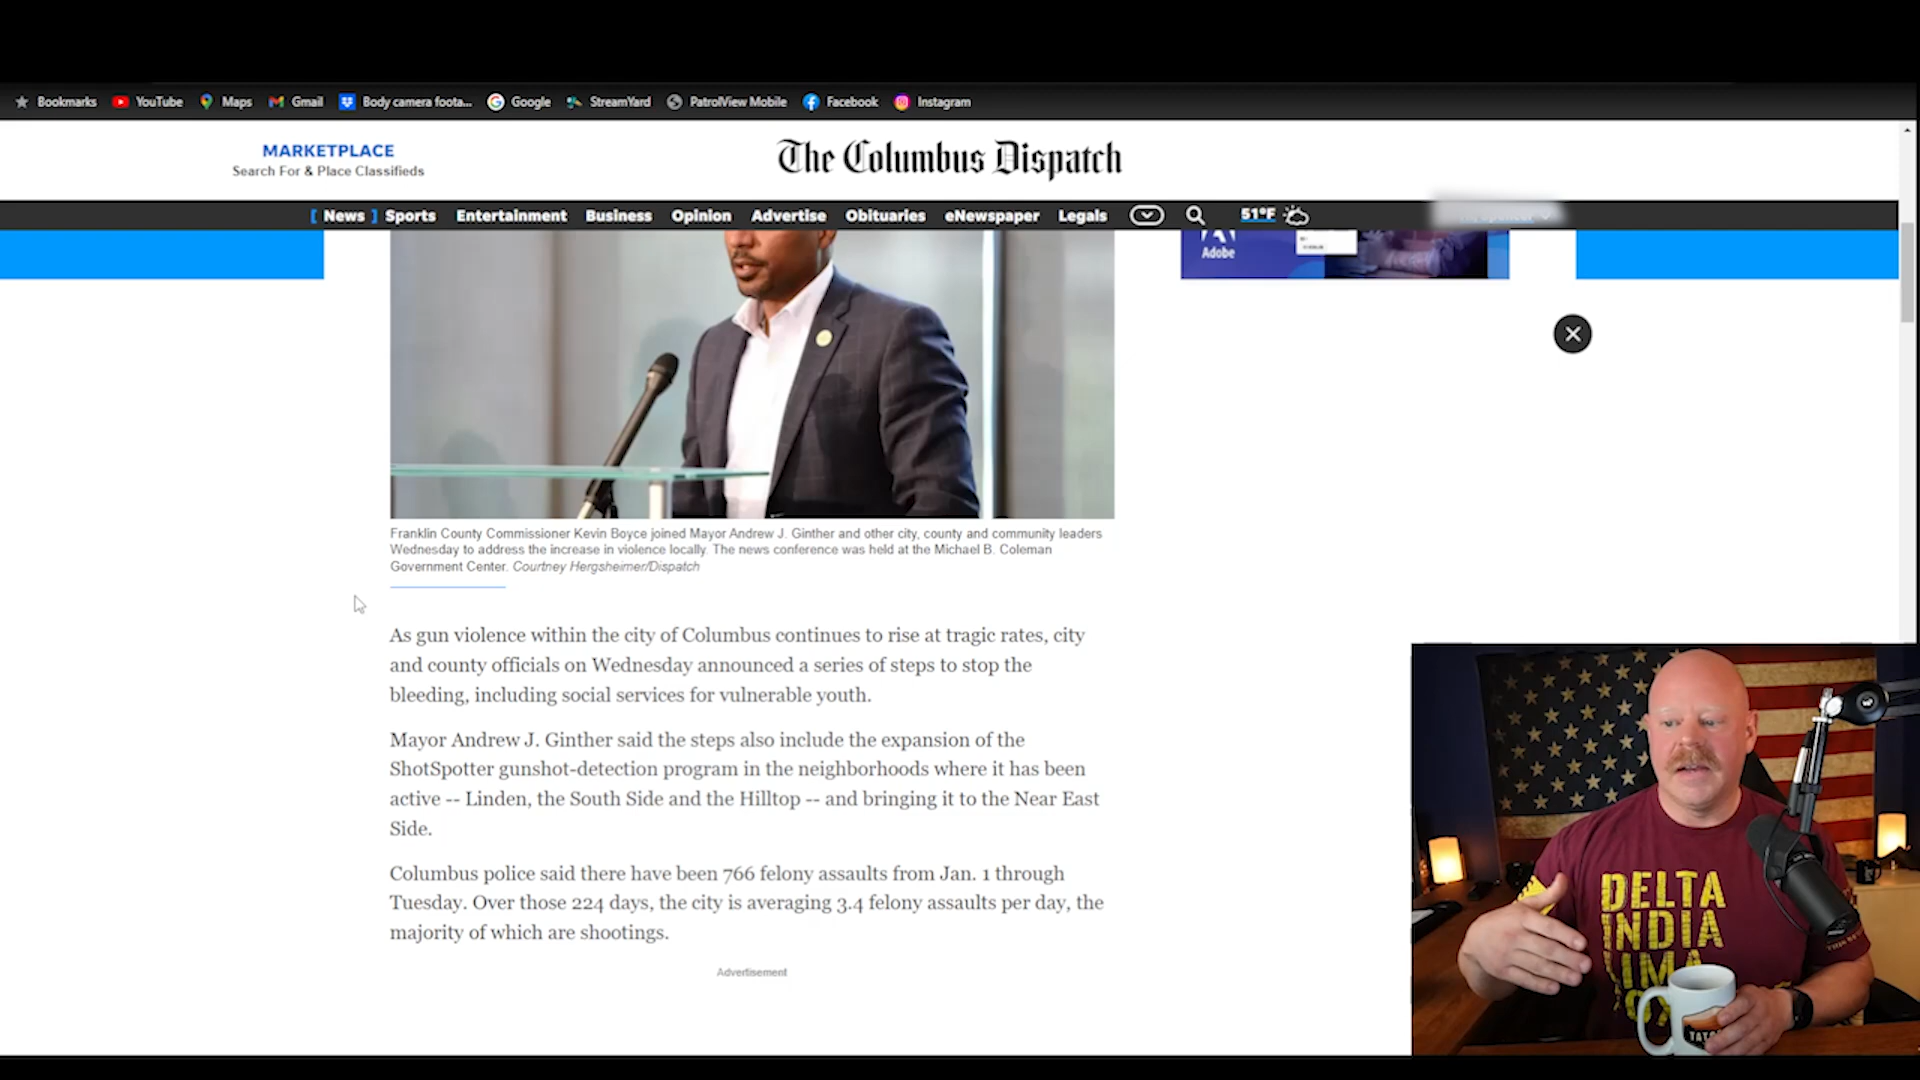 Bookmarks YouTube Maps Gmail Body camera foota... Google StreamYard PatrolView Mobile Facebook Instagram
MARKETPLACE
Search For & Place Classifieds
The Columbus Dispatch
[ News ] Sports Entertainment Business Opinion Advertise Obituaries eNewspaper Legals 51°F
Adobe
Franklin County Commissioner Kevin Boyce joined Mayor Andrew J. Ginther and other city, county and community leaders
Wednesday to address the increase in violence locally. The news conference was held at the Michael B. Coleman
Government Center. Courtney Hergsheimer/Dispatch
As gun violence within the city of Columbus continues to rise at tragic rates, city
and county officials on Wednesday announced a series of steps to stop the
bleeding, including social services for vulnerable youth.
Mayor Andrew J. Ginther said the steps also include the expansion of the
ShotSpotter gunshot-detection program in the neighborhoods where it has been
active -- Linden, the South Side and the Hilltop -- and bringing it to the Near East
Side.
Columbus police said there have been 766 felony assaults from Jan. 1 through
Tuesday. Over those 224 days, the city is averaging 3.4 felony assaults per day, the
majority of which are shootings.
Advertisement
DELTA
INDIA
LIMA